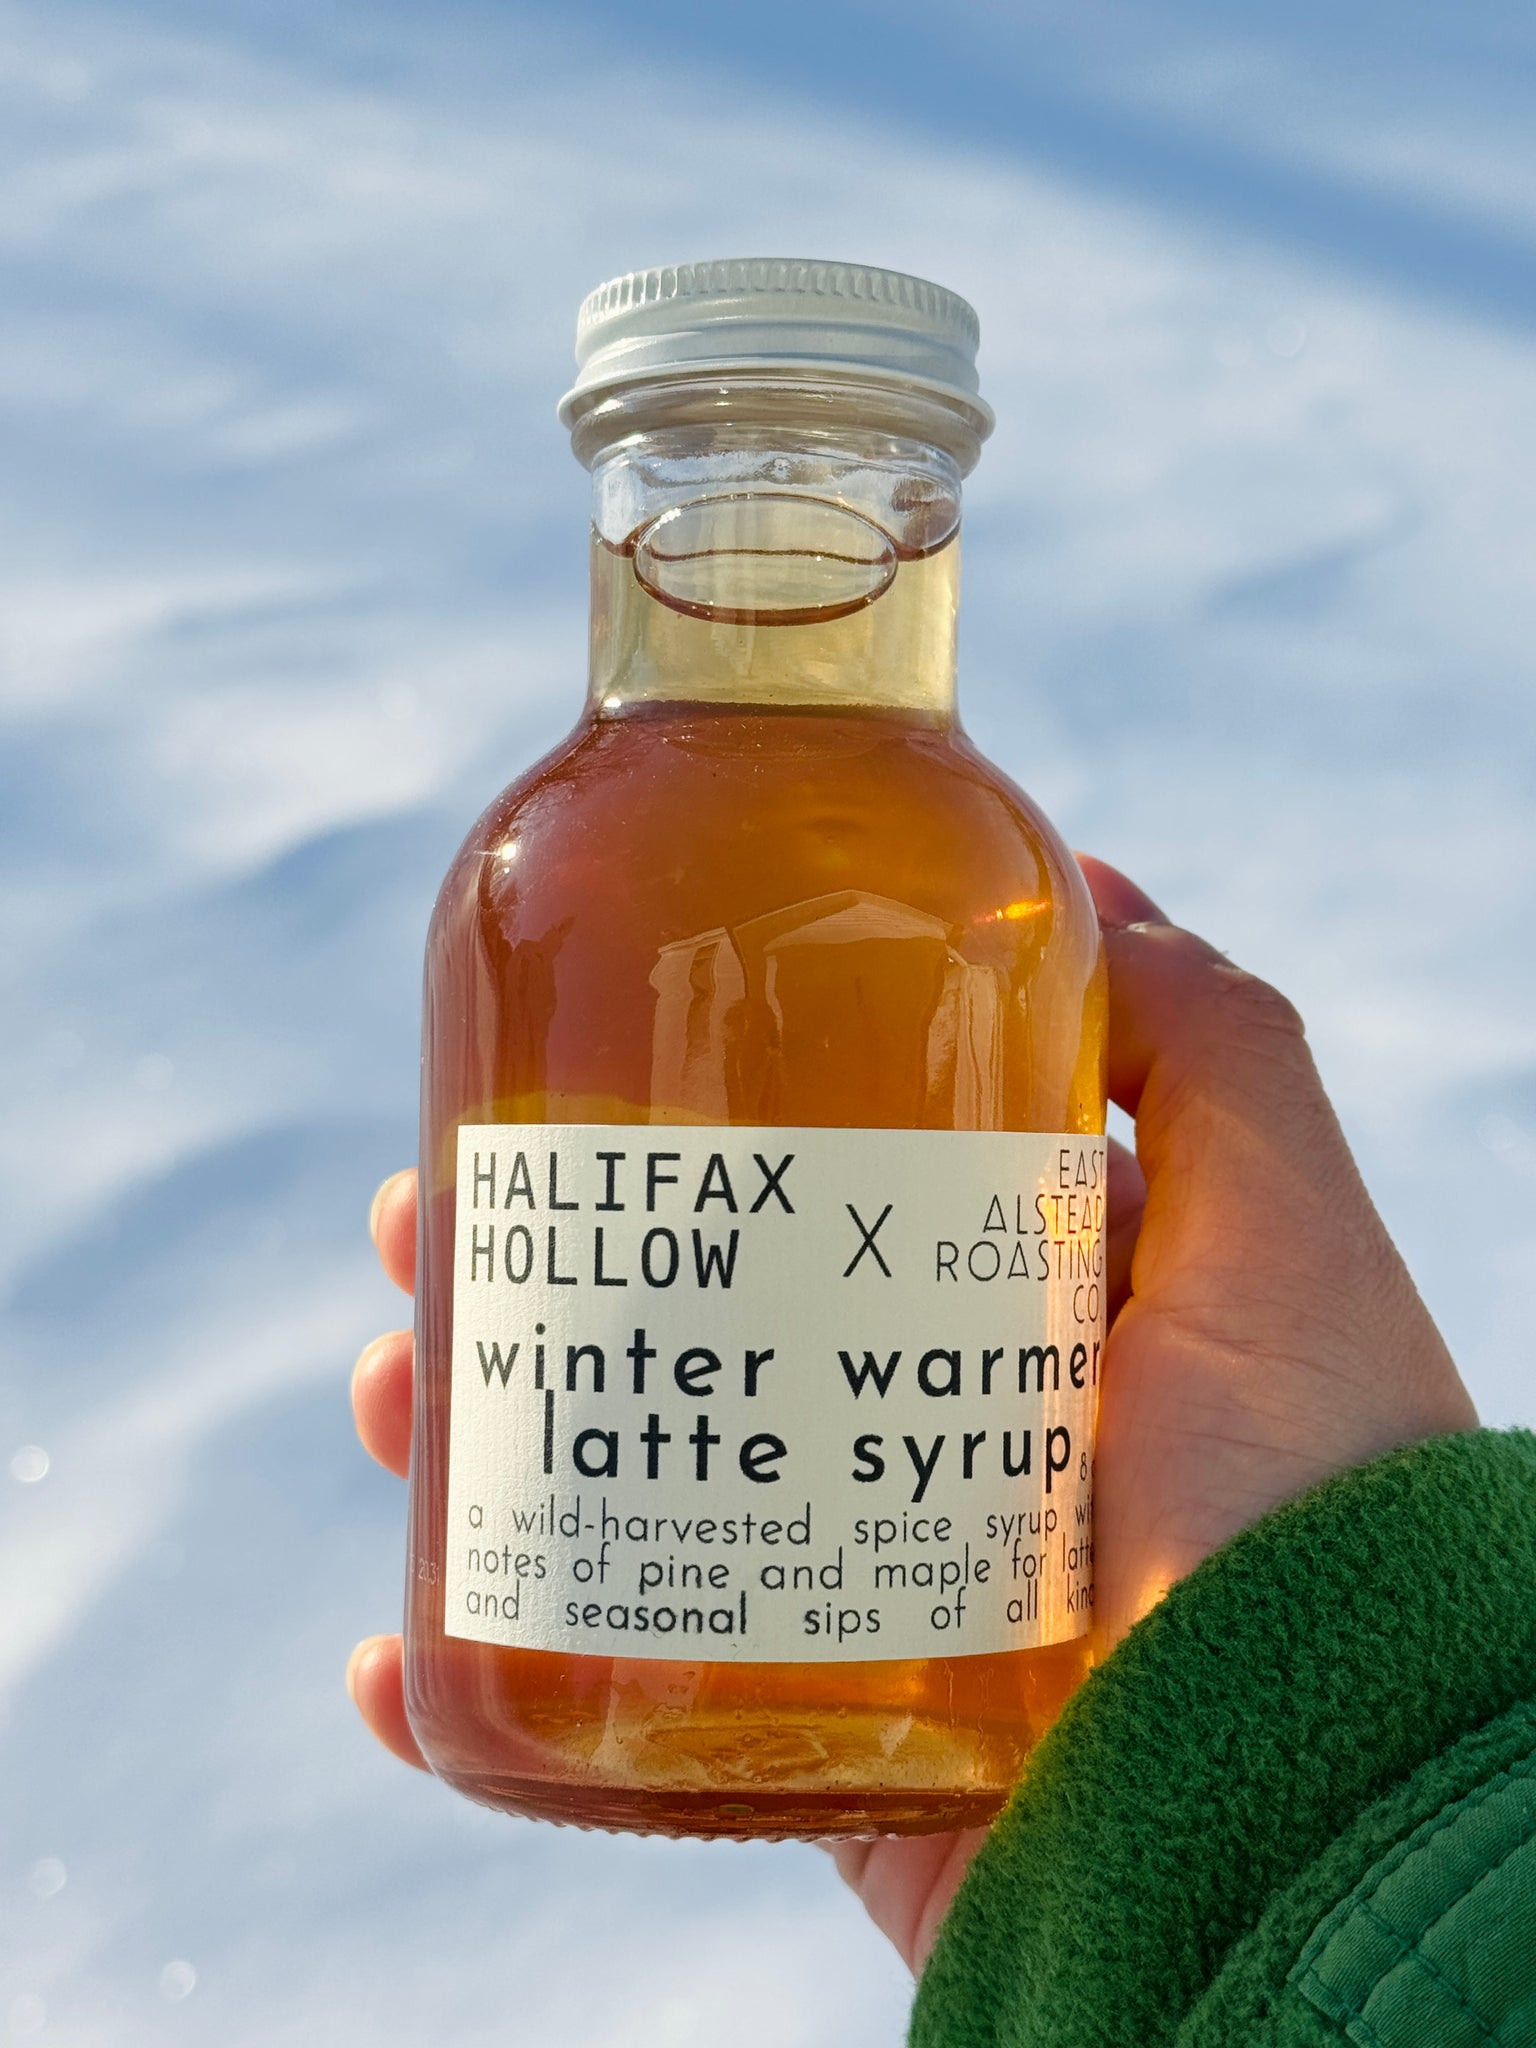 HALIFAX
HOLLOW
X
EAST
ALSTEAD
ROASTING
CO
winter warmer
latte syrup
8
a wild-harvested spice syrup
notes of pine and maple for
and seasonal sips of all